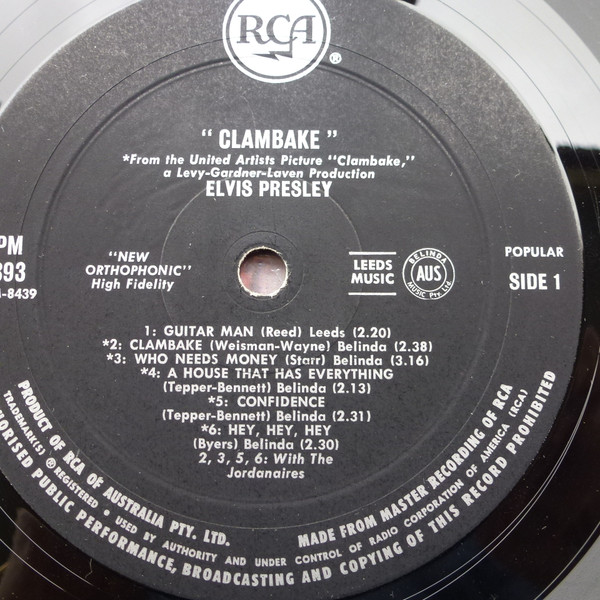 RCA
®
" CLAMBAKE "
*From the United Artists Picture "Clambake,"
a Levy-Gardner-Laven Production
ELVIS PRESLEY
"NEW
ORTHOPHONIC"
High Fidelity
LEEDS
MUSIC
BELINDA
AUS
MUSIC Pty. Ltd
POPULAR
SIDE 1
1: GUITAR MAN (Reed) Leeds (2.20)
*2: CLAMBAKE (Weisman-Wayne) Belinda (2.38)
*3: WHO NEEDS MONEY (Starr) Belinda (3.16)
*4: A HOUSE THAT HAS EVERYTHING
(Tepper-Bennett) Belinda (2.13)
*5: CONFIDENCE
(Tepper-Bennett) Belinda (2.31)
*6: HEY, HEY, HEY
(Byers) Belinda (2.30)
2, 3, 5, 6: With The
Jordanaires
PRODUCT OF RCA OF AUSTRALIA PTY. LTD.
MADE FROM MASTER RECORDING OF RCA
TRADEMARK(S) ® REGISTERED • USED BY AUTHORITY AND UNDER CONTROL OF RADIO CORPORATION OF AMERICA (RCA)
PUBLIC PERFORMANCE, BROADCASTING AND COPYING OF THIS RECORD PROHIBITED